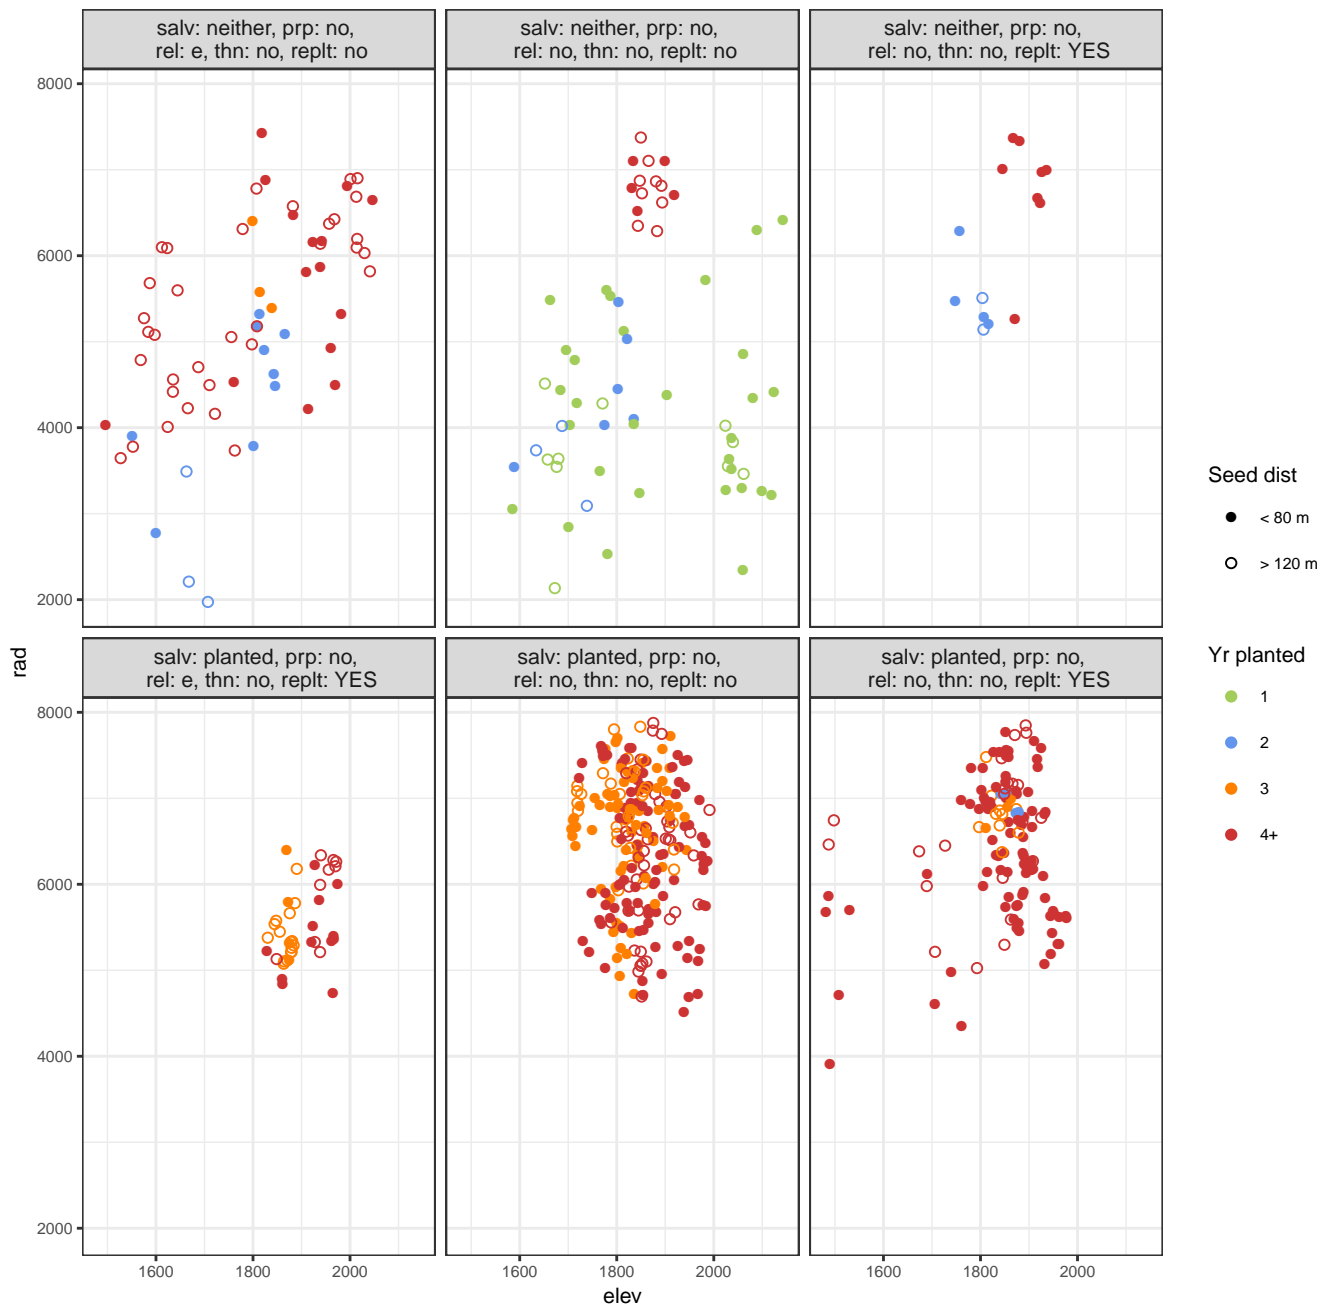 salv: neither, prp: no,
rel: e, thn: no, replt: no
salv: neither, prp: no,
rel: no, thn: no, replt: no
salv: neither, prp: no,
rel: no, thn: no, replt: YES
8000
6000
4000
2000
salv: planted, prp: no,
rel: e, thn: no, replt: YES
salv: planted, prp: no,
rel: no, thn: no, replt: no
salv: planted, prp: no,
rel: no, thn: no, replt: YES
8000
6000
4000
2000
rad
1600 1800 2000
1600 1800 2000
1600 1800 2000
elev
Seed dist
< 80 m
> 120 m
Yr planted
1
2
3
4+